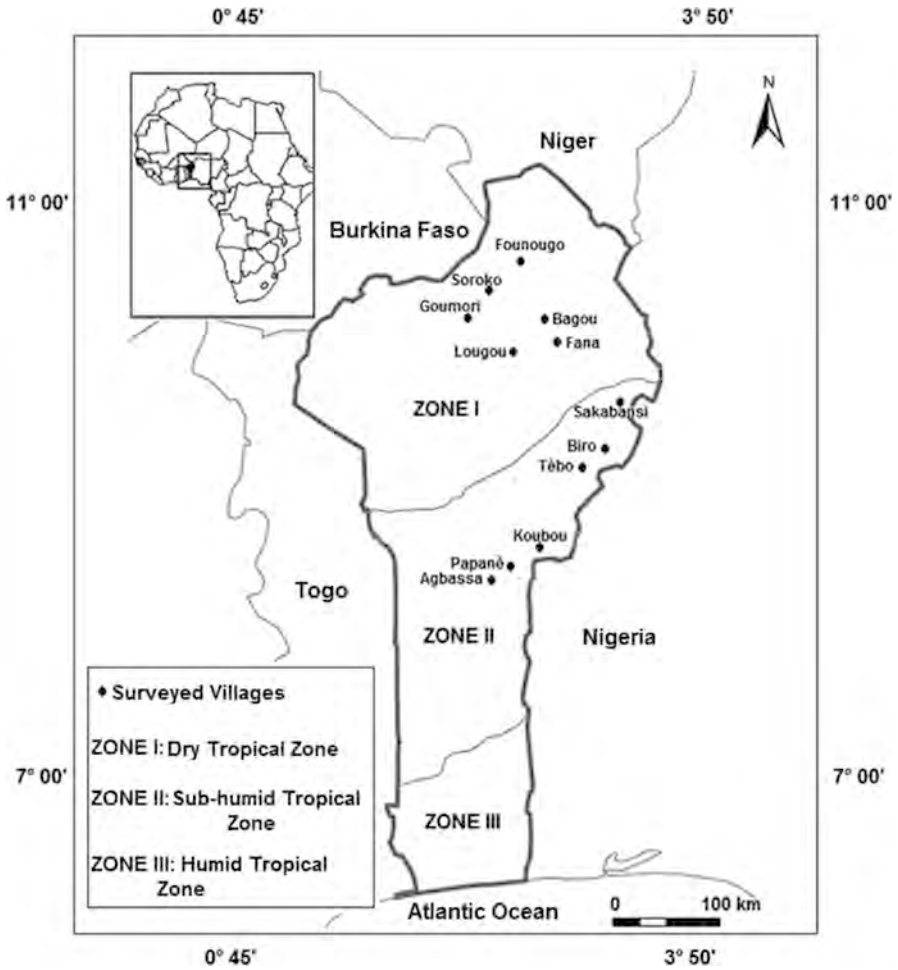 0° 45'
3° 50'
N
Niger
11° 00'
11° 00'
Burkina Faso
Founougo
Soroko
Goumori
Bagou
Fana
Lougou
ZONE I
Sakabansi
Biro
Tèbo
Koubou
Papanè
Agbassa
Togo
ZONE II
Nigeria
Surveyed Villages
ZONE I: Dry Tropical Zone
ZONE II: Sub-humid Tropical
Zone
ZONE III: Humid Tropical
Zone
7° 00'
7° 00'
ZONE III
0 100 km
Atlantic Ocean
0° 45'
3° 50'